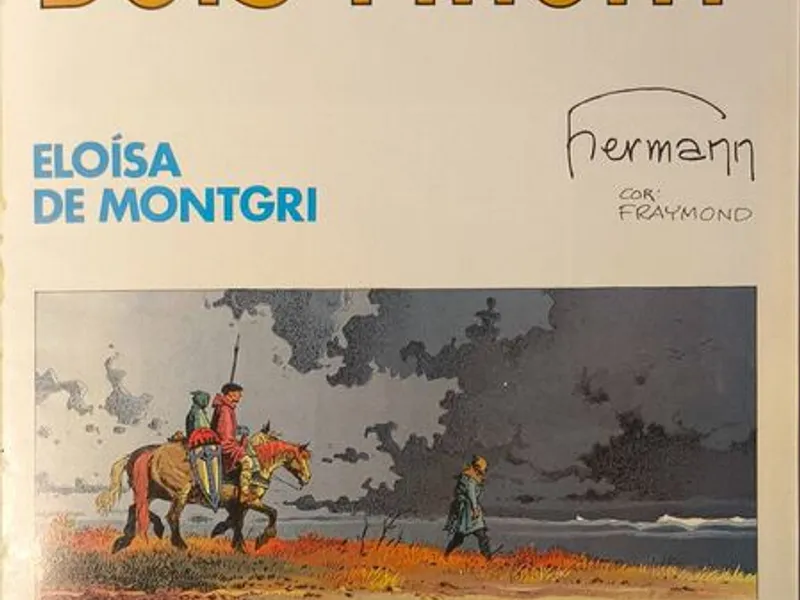 ELOÍSA
DE MONTGRI
hermann
COR:
FRAYMOND